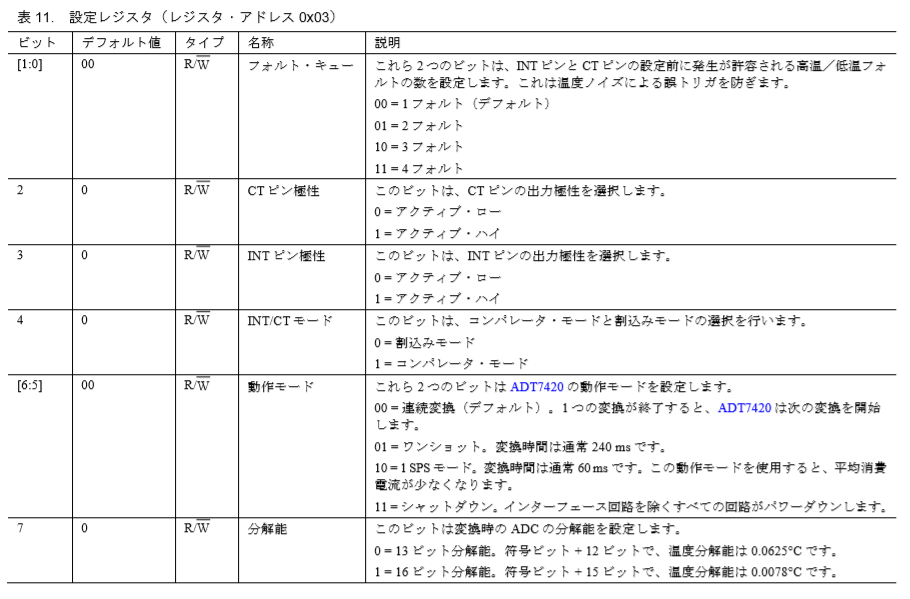 表 11. 設定レジスタ（レジスタ・アドレス 0x03）
ビット デフォルト値 タイプ 名称 説明
[1:0] 00 R/W̅ フォルト・キュー これら 2 つのビットは、INT ピンと CT ピンの設定前に発生が許容される高温／低温フォ
ルトの数を設定します。これは温度ノイズによる誤トリガを防ぎます。
00 = 1 フォルト（デフォルト）
01 = 2 フォルト
10 = 3 フォルト
11 = 4 フォルト
2 0 R/W̅ CT ピン極性 このビットは、CT ピンの出力極性を選択します。
0 = アクティブ・ロー
1 = アクティブ・ハイ
3 0 R/W̅ INT ピン極性 このビットは、INT ピンの出力極性を選択します。
0 = アクティブ・ロー
1 = アクティブ・ハイ
4 0 R/W̅ INT/CT モード このビットは、コンパレータ・モードと割込みモードの選択を行います。
0 = 割込みモード
1 = コンパレータ・モード
[6:5] 00 R/W̅ 動作モード これら 2 つのビットは ADT7420 の動作モードを設定します。
00 = 連続変換（デフォルト）。1 つの変換が終了すると、ADT7420 は次の変換を開始
します。
01 = ワンショット。変換時間は通常 240 ms です。
10 = 1 SPS モード。変換時間は通常 60 ms です。この動作モードを使用すると、平均消費
電流が少なくなります。
11 = シャットダウン。インターフェース回路を除くすべての回路がパワーダウンします。
7 0 R/W̅ 分解能 このビットは変換時の ADC の分解能を設定します。
0 = 13 ビット分解能。符号ビット + 12 ビットで、温度分解能は 0.0625°C です。
1 = 16 ビット分解能。符号ビット + 15 ビットで、温度分解能は 0.0078°C です。